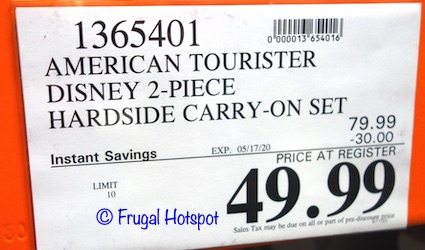 1365401
0000013654016
AMERICAN TOURISTER
DISNEY 2-PIECE
HARDSIDE CARRY-ON SET
79.99
-30.00
Instant Savings EXP. 05/17/20 PRICE AT REGISTER
LIMIT
10
49.99
© Frugal Hotspot
Sales Tax may be due on all or part of pre-discount price